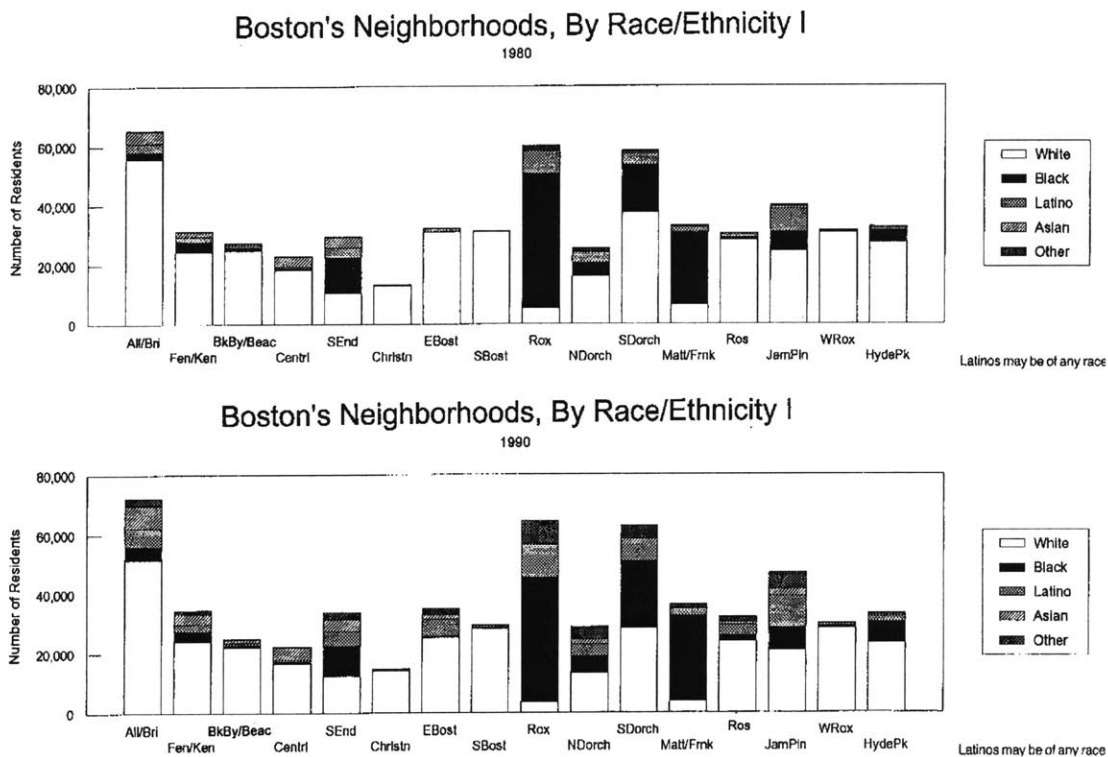 Boston's Neighborhoods, By Race/Ethnicity I
1980
Number of Residents
80,000
60,000
40,000
20,000
0
All/Bri
Fen/Ken
BkBy/Beac
Centrl
SEnd
Christn
EBost
SBost
Rox
NDorch
SDorch
Matt/Frnk
Ros
JamPln
WRox
HydePk
White
Black
Latino
Asian
Other
Latinos may be of any race
Boston's Neighborhoods, By Race/Ethnicity I
1990
Number of Residents
80,000
60,000
40,000
20,000
0
All/Bri
Fen/Ken
BkBy/Beac
Centrl
SEnd
Christn
EBost
SBost
Rox
NDorch
SDorch
Matt/Frnk
Ros
JamPln
WRox
HydePk
White
Black
Latino
Asian
Other
Latinos may be of any race